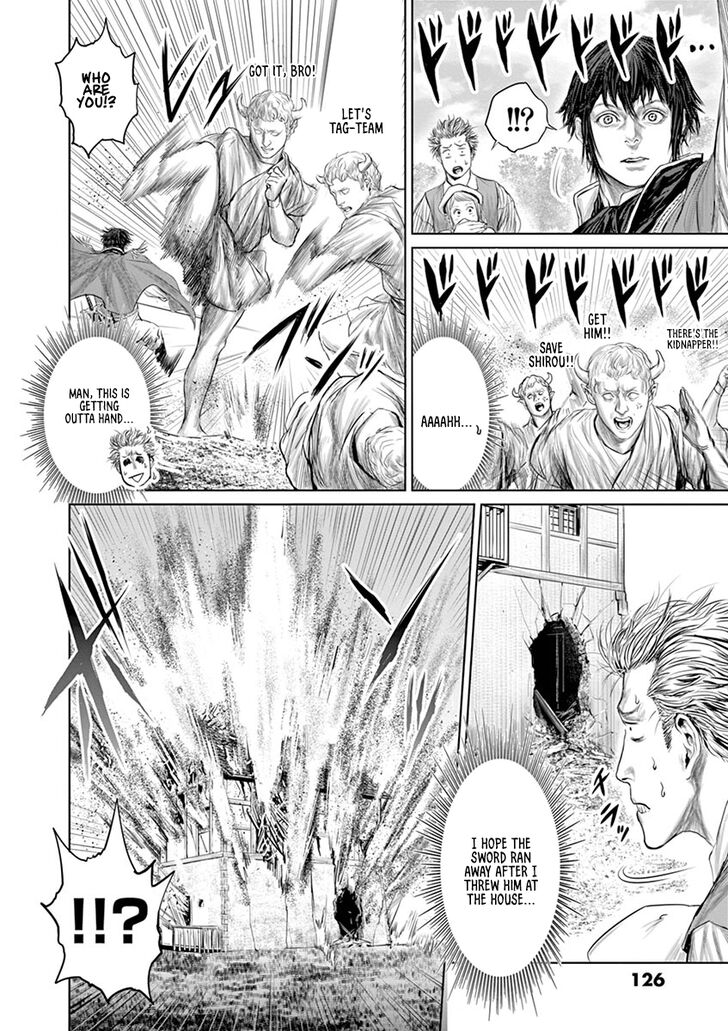 ドドドドドドド...
!!?
ドドドドドドド
THERE'S THE
KIDNAPPER!!
GET
HIM!!
SAVE
SHIROU!!
AAAAHH...
LET'S
TAG-TEAM
GOT IT, BRO!
WHO
ARE
YOU!?
MAN, THIS IS
GETTING
OUTTA HAND...
I HOPE THE
SWORD RAN
AWAY AFTER I
THREW HIM AT
THE HOUSE...
!!?
126